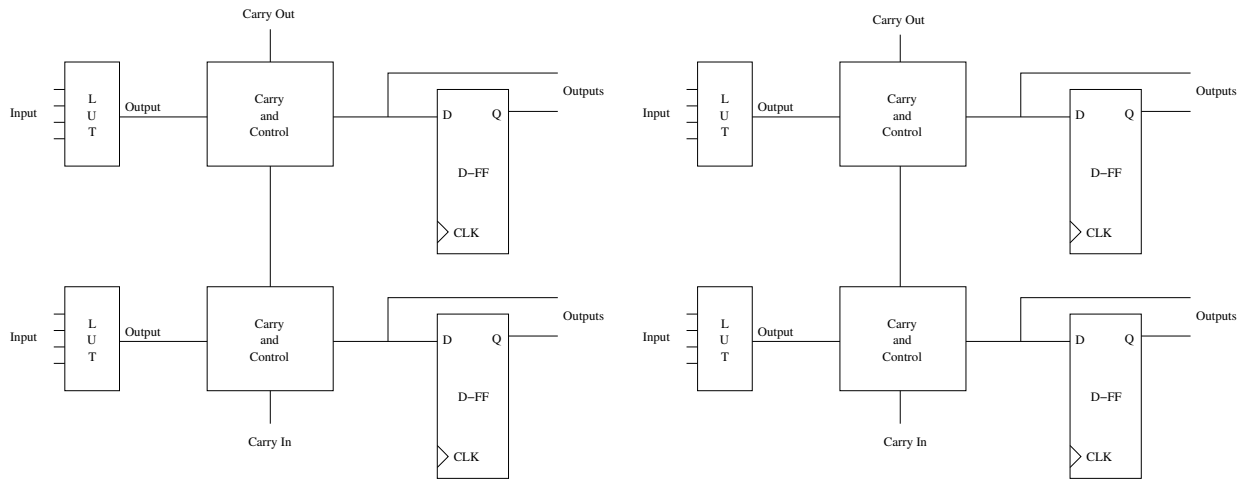 Carry Out
Input
L
U
T
Output
Carry
and
Control
Outputs
D Q
D−FF
CLK
Input
L
U
T
Output
Carry
and
Control
Outputs
D Q
D−FF
CLK
Carry In
Carry Out
Input
L
U
T
Output
Carry
and
Control
Outputs
D Q
D−FF
CLK
Input
L
U
T
Output
Carry
and
Control
Outputs
D Q
D−FF
CLK
Carry In